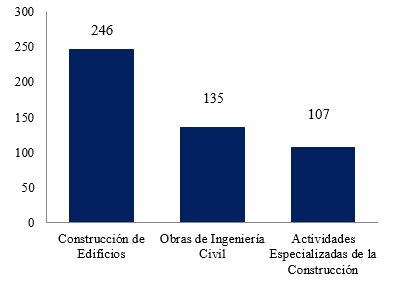 300
250
200
150
100
50
0
246
135
107
Construcción de
Edificios
Obras de Ingeniería
Civil
Actividades
Especializadas de la
Construcción